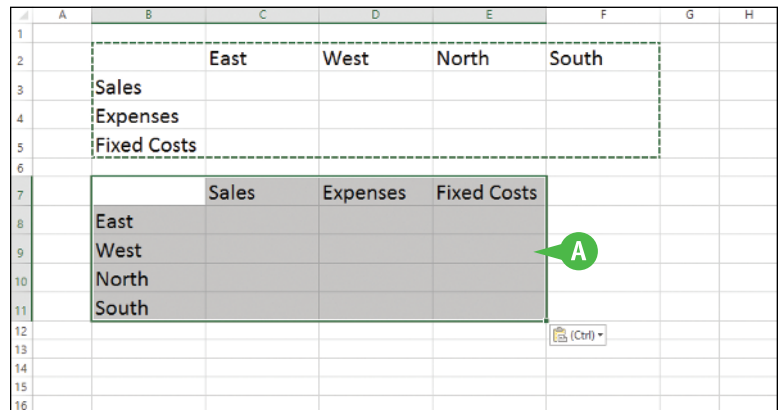 A B C D E F G H
1
2 East West North South
3 Sales
4 Expenses
5 Fixed Costs
6
7 Sales Expenses Fixed Costs
8 East
9 West A
10 North
11 South
12 (Ctrl)
13
14
15
16